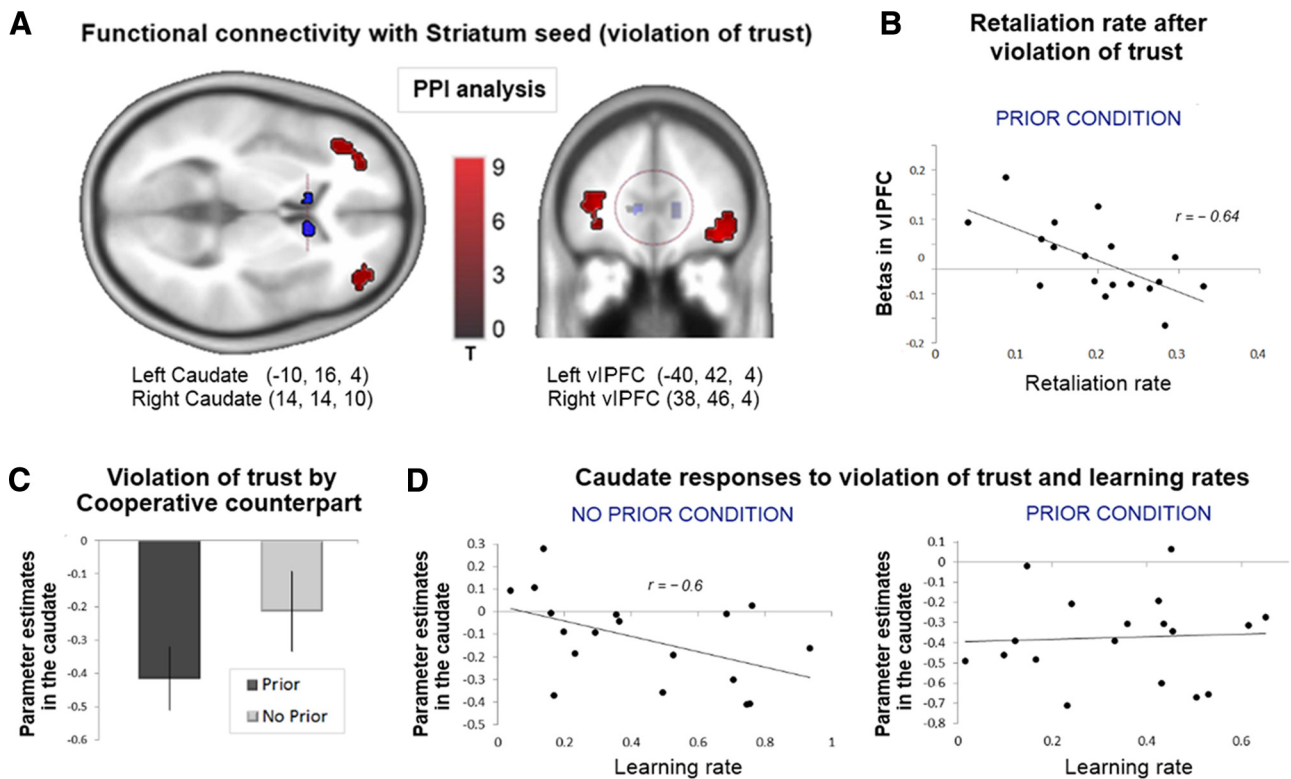 A
Functional connectivity with Striatum seed (violation of trust)
PPI analysis
9
6
3
0
T
Left Caudate (-10, 16, 4)
Right Caudate (14, 14, 10)
Left vlPFC (-40, 42, 4)
Right vlPFC (38, 46, 4)
B
Retaliation rate after
violation of trust
PRIOR CONDITION
Betas in vlPFC
0.2
0.1
0
-0.1
-0.2
r = - 0.64
0
0.1
0.2
0.3
0.4
Retaliation rate
C
Violation of trust by
Cooperative counterpart
Parameter estimates
in the caudate
0
-0.1
-0.2
-0.3
-0.4
-0.5
-0.6
Prior
No Prior
D
Caudate responses to violation of trust and learning rates
NO PRIOR CONDITION
Parameter estimates
in the caudate
0.3
0.2
0.1
0
-0.1
-0.2
-0.3
-0.4
-0.5
r = - 0.6
0
0.2
0.4
0.6
0.8
1
Learning rate
PRIOR CONDITION
Parameter estimates
in the caudate
0.1
0
-0.1
-0.2
-0.3
-0.4
-0.5
-0.6
-0.7
-0.8
0
0.2
0.4
0.6
Learning rate